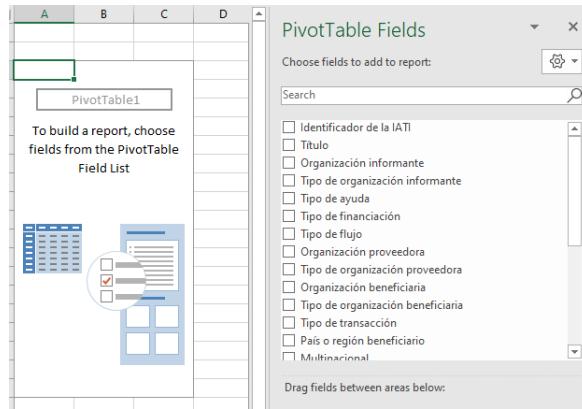 A B C D
PivotTable1
To build a report, choose
fields from the PivotTable
Field List
PivotTable Fields
Choose fields to add to report:
Search
Identificador de la IATI
Título
Organización informante
Tipo de organización informante
Tipo de ayuda
Tipo de financiación
Tipo de flujo
Organización proveedora
Tipo de organización proveedora
Organización beneficiaria
Tipo de organización beneficiaria
Tipo de transacción
País o región beneficiario
Multinacional
Drag fields between areas below: